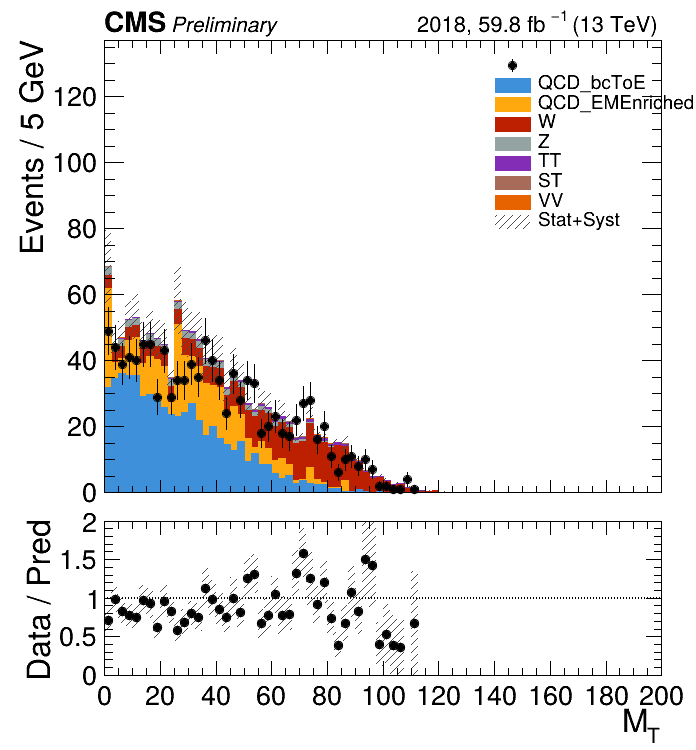 CMS Preliminary 2018, 59.8 fb⁻¹ (13 TeV)
Events / 5 GeV
QCD_bcToE
QCD_EMEnriched
W
Z
TT
ST
VV
Stat+Syst
120
100
80
60
40
20
0
Data / Pred
2
1.5
1
0.5
0
0 20 40 60 80 100 120 140 160 180 200
M_T